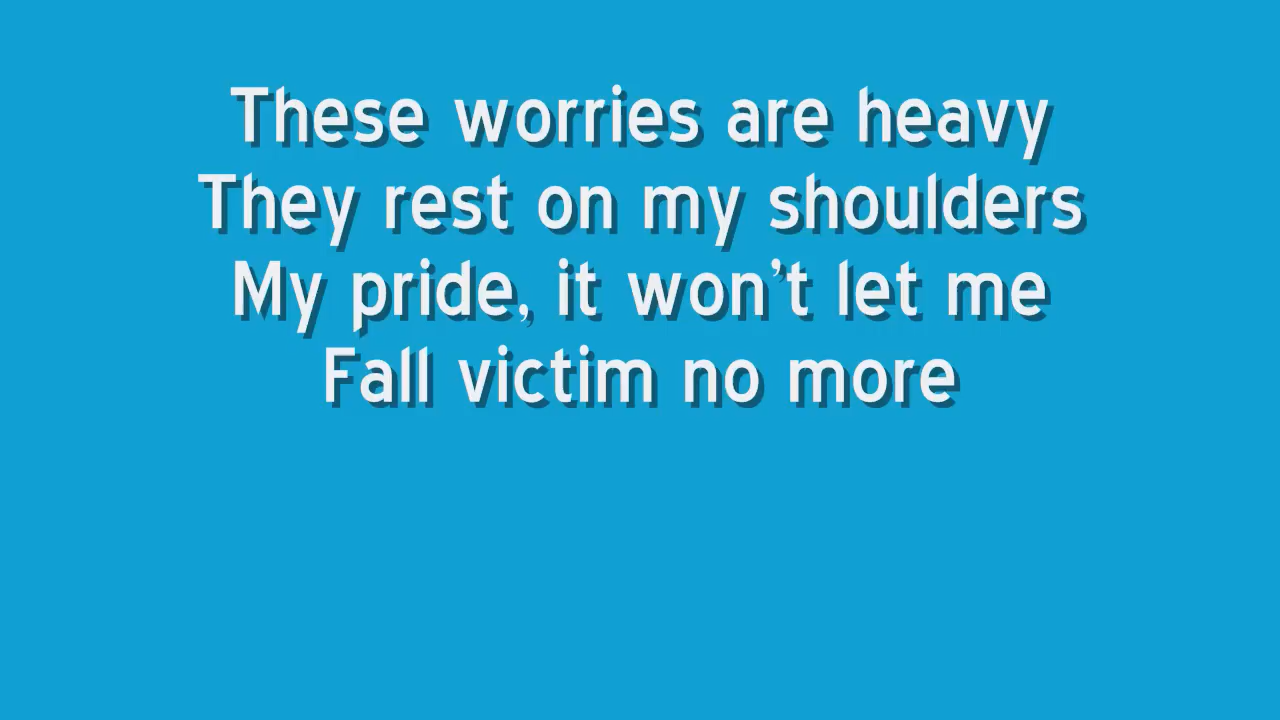 These worries are heavy
They rest on my shoulders
My pride, it won't let me
Fall victim no more